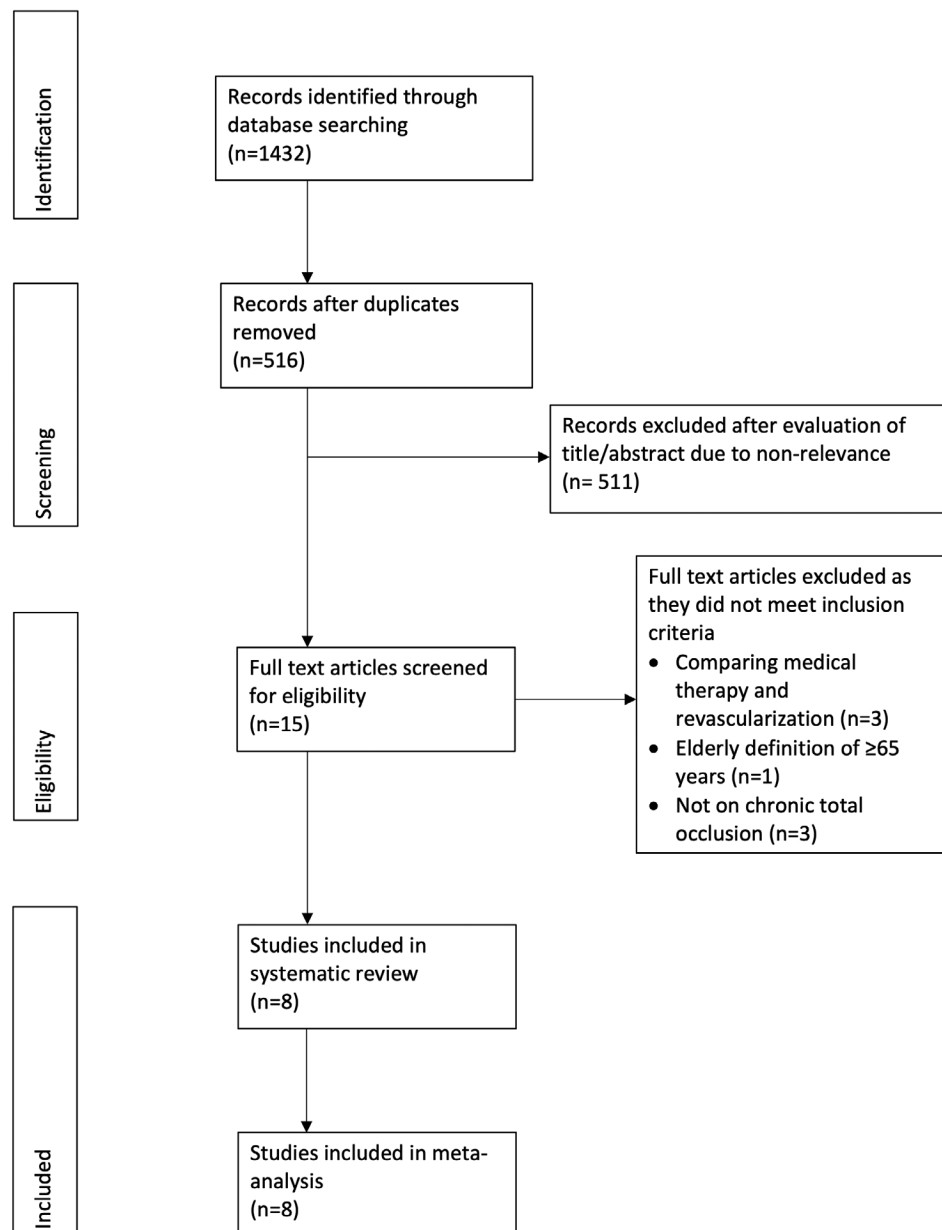 Identification
Records identified through
database searching
(n=1432)
Screening
Records after duplicates
removed
(n=516)
Records excluded after evaluation of
title/abstract due to non-relevance
(n= 511)
Eligibility
Full text articles screened
for eligibility
(n=15)
Full text articles excluded as
they did not meet inclusion
criteria
• Comparing medical
therapy and
revascularization (n=3)
• Elderly definition of ≥65
years (n=1)
• Not on chronic total
occlusion (n=3)
Included
Studies included in
systematic review
(n=8)
Studies included in meta-
analysis
(n=8)